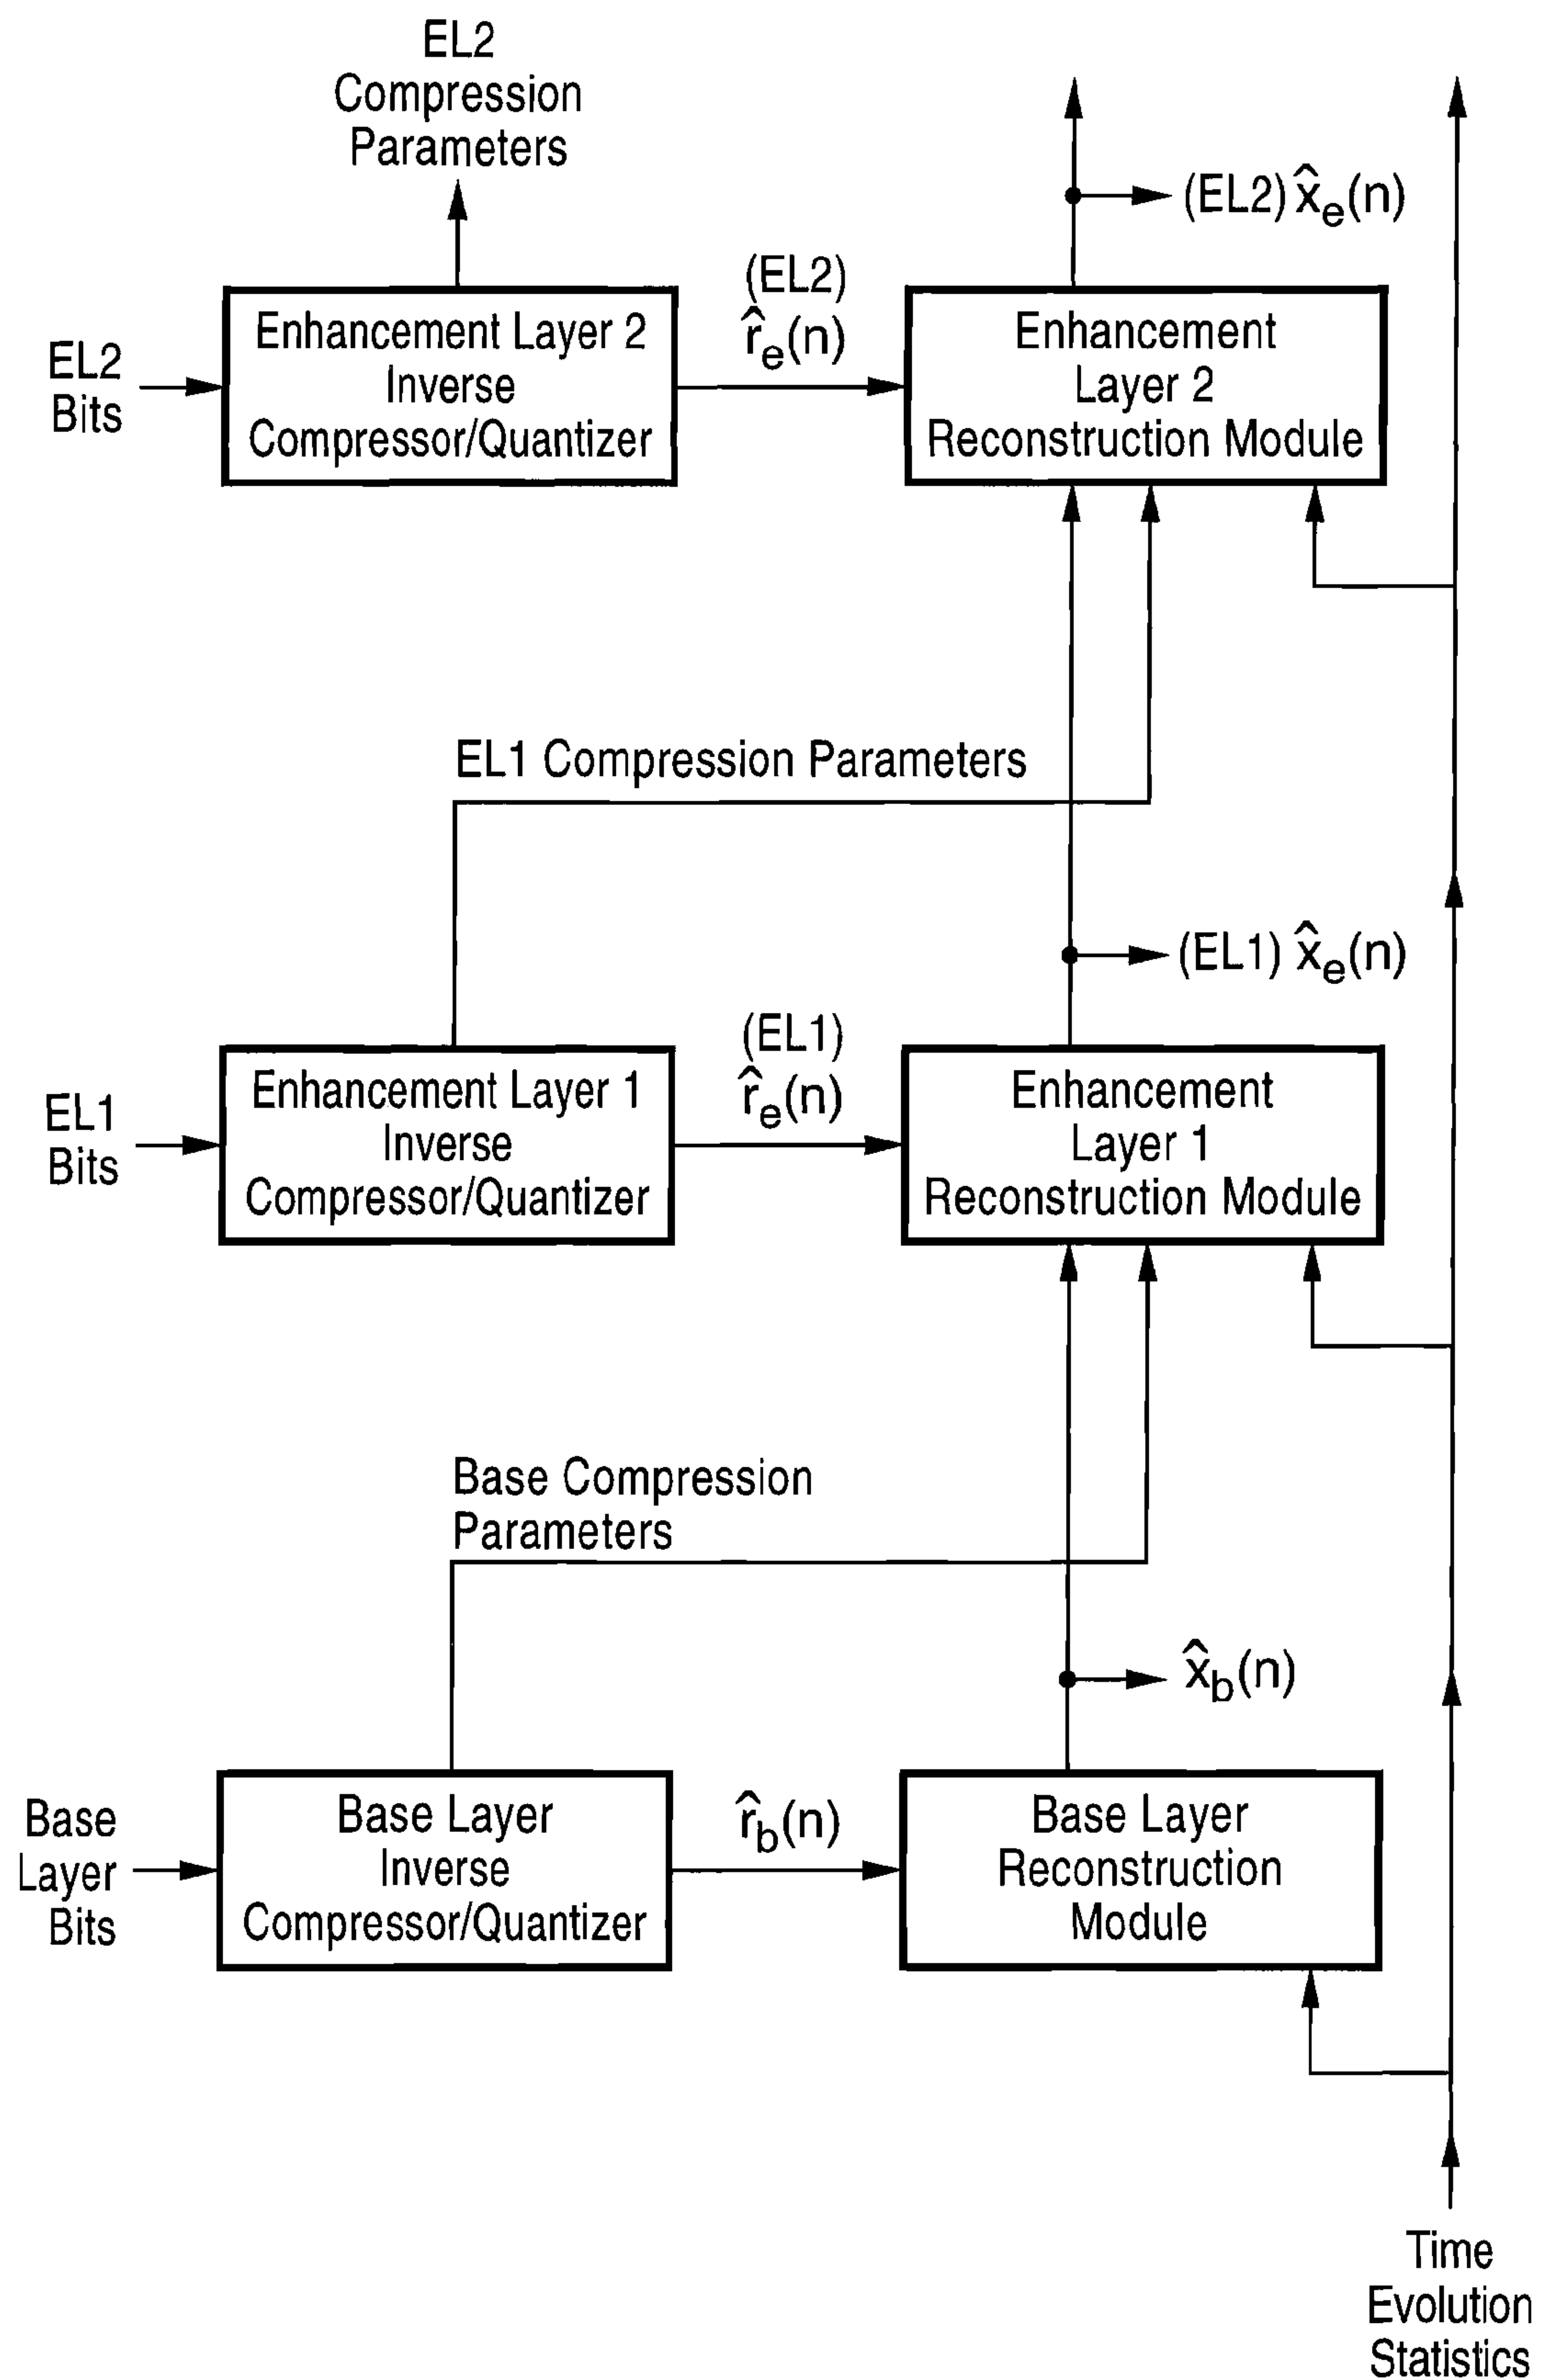 EL2
Compression
Parameters
(EL2) x̂e(n)
(EL2)
r̂e(n)
EL2
Bits
Enhancement Layer 2
Inverse
Compressor/Quantizer
Enhancement
Layer 2
Reconstruction Module
EL1 Compression Parameters
(EL1) x̂e(n)
(EL1)
r̂e(n)
EL1
Bits
Enhancement Layer 1
Inverse
Compressor/Quantizer
Enhancement
Layer 1
Reconstruction Module
Base Compression
Parameters
x̂b(n)
Base
Layer
Bits
Base Layer
Inverse
Compressor/Quantizer
r̂b(n)
Base Layer
Reconstruction
Module
Time
Evolution
Statistics